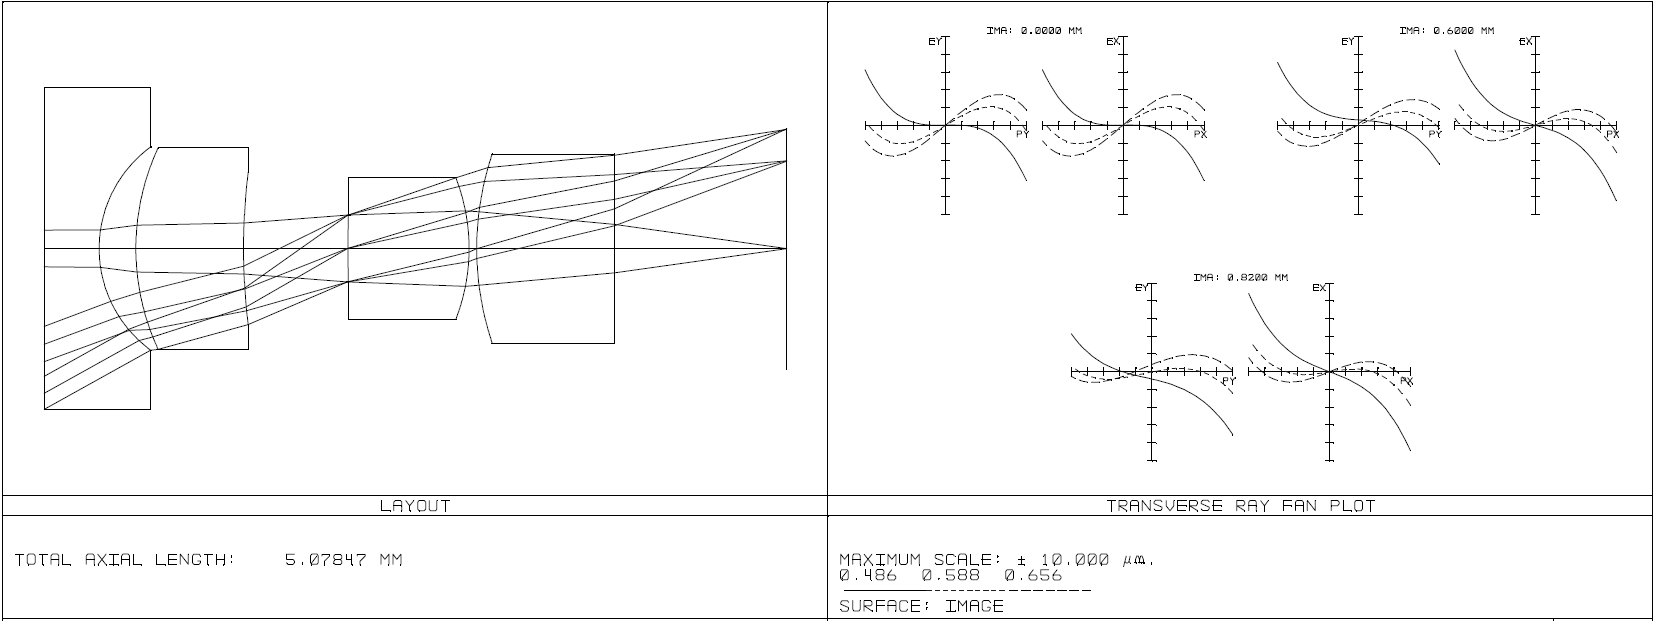 IMA: 0.0000 MM
EY
EX
PY
PX
IMA: 0.6000 MM
EY
EX
PY
PX
IMA: 0.8200 MM
EY
EX
PY
PX
LAYOUT
TRANSVERSE RAY FAN PLOT
TOTAL AXIAL LENGTH: 5.07847 MM
MAXIMUM SCALE: ± 10.000 µm.
0.486 0.588 0.656
SURFACE: IMAGE